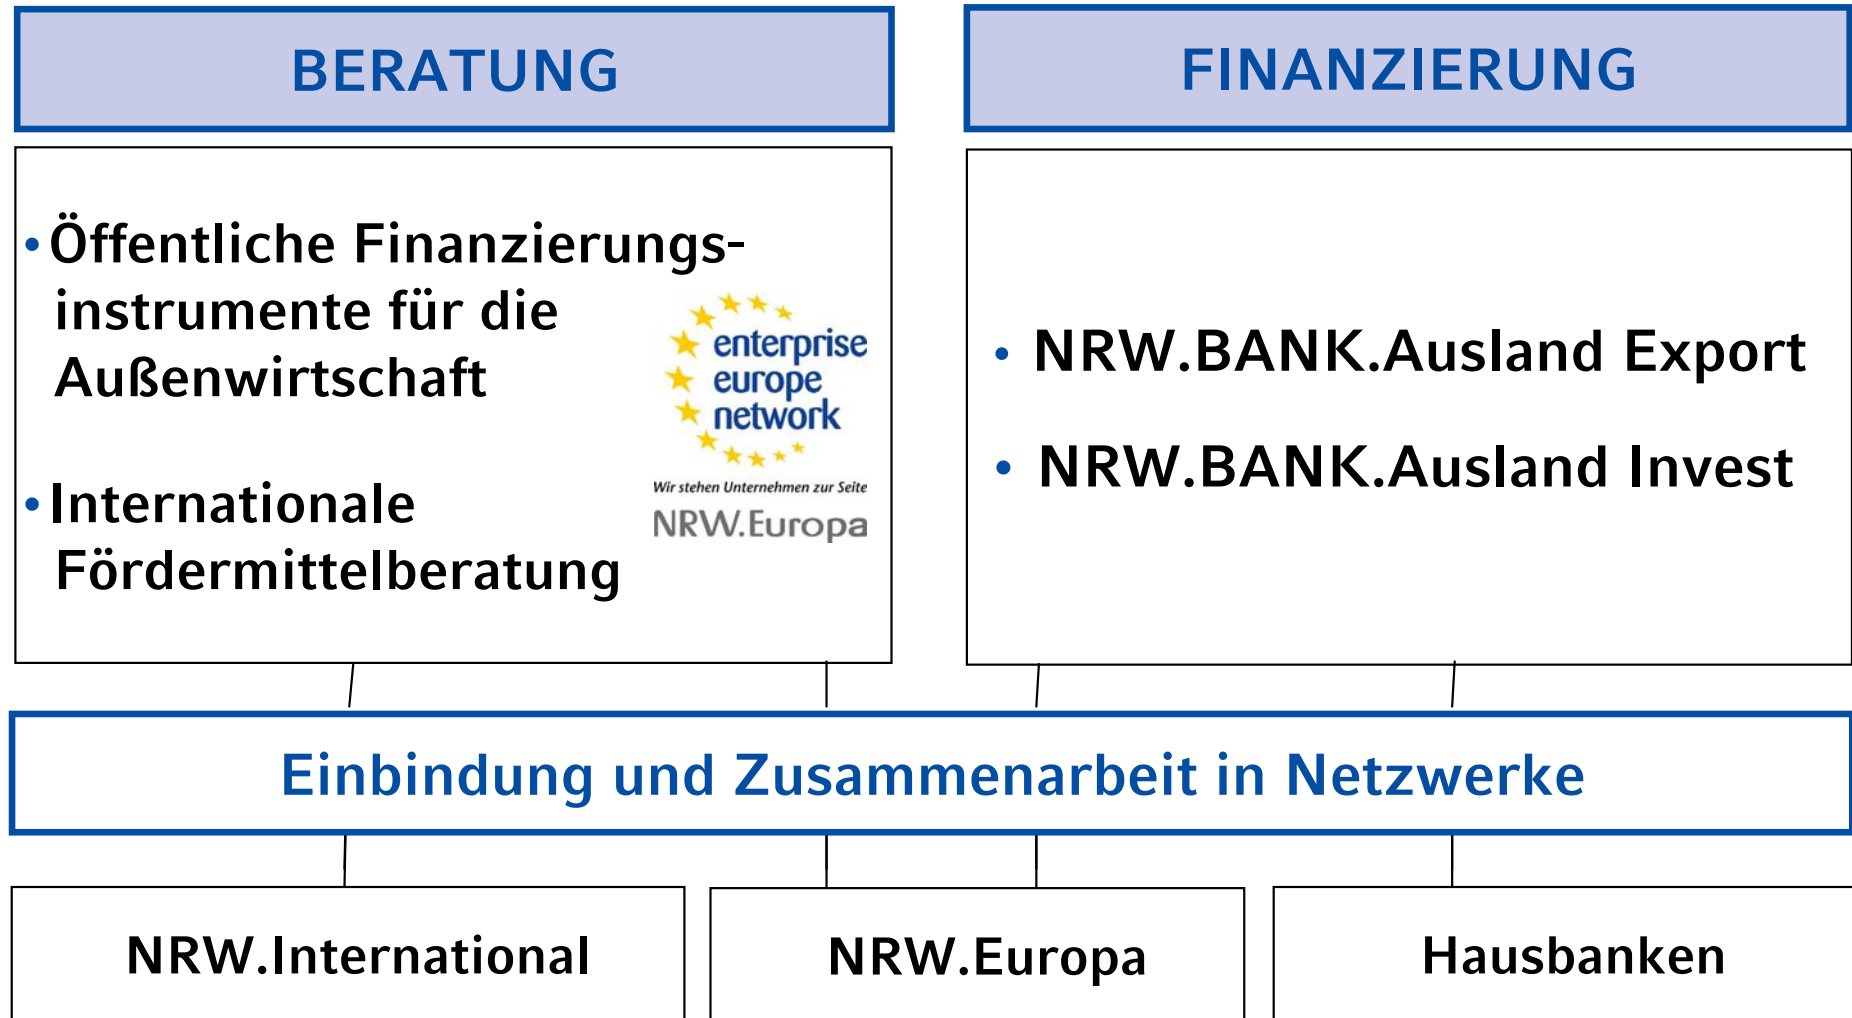 BERATUNG
• Öffentliche Finanzierungs-
instrumente für die
Außenwirtschaft
• Internationale
Fördermittelberatung
enterprise
europe
network
Wir stehen Unternehmen zur Seite
NRW.Europa
FINANZIERUNG
• NRW.BANK.Ausland Export
• NRW.BANK.Ausland Invest
Einbindung und Zusammenarbeit in Netzwerke
NRW.International
NRW.Europa
Hausbanken